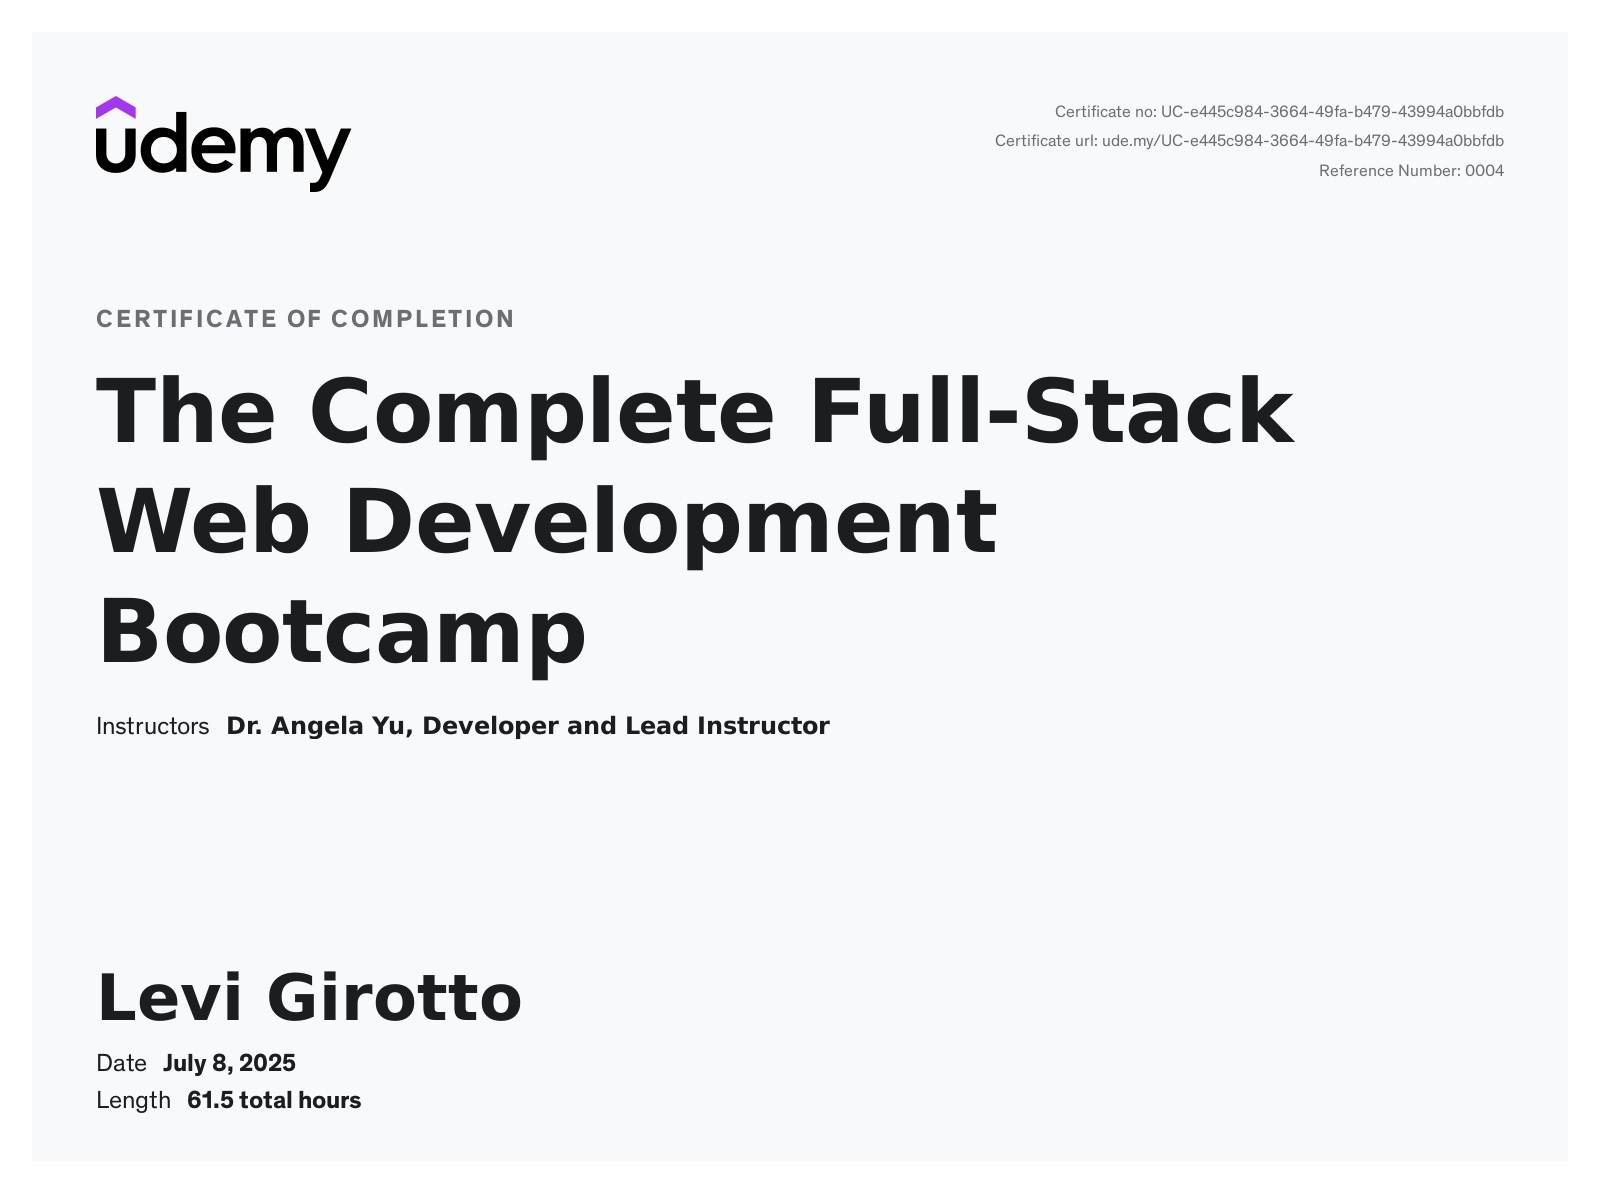 udemy
Certificate no: UC-e445c984-3664-49fa-b479-43994a0bbfdb
Certificate url: ude.my/UC-e445c984-3664-49fa-b479-43994a0bbfdb
Reference Number: 0004
CERTIFICATE OF COMPLETION
The Complete Full-Stack
Web Development
Bootcamp
Instructors Dr. Angela Yu, Developer and Lead Instructor
Levi Girotto
Date July 8, 2025
Length 61.5 total hours